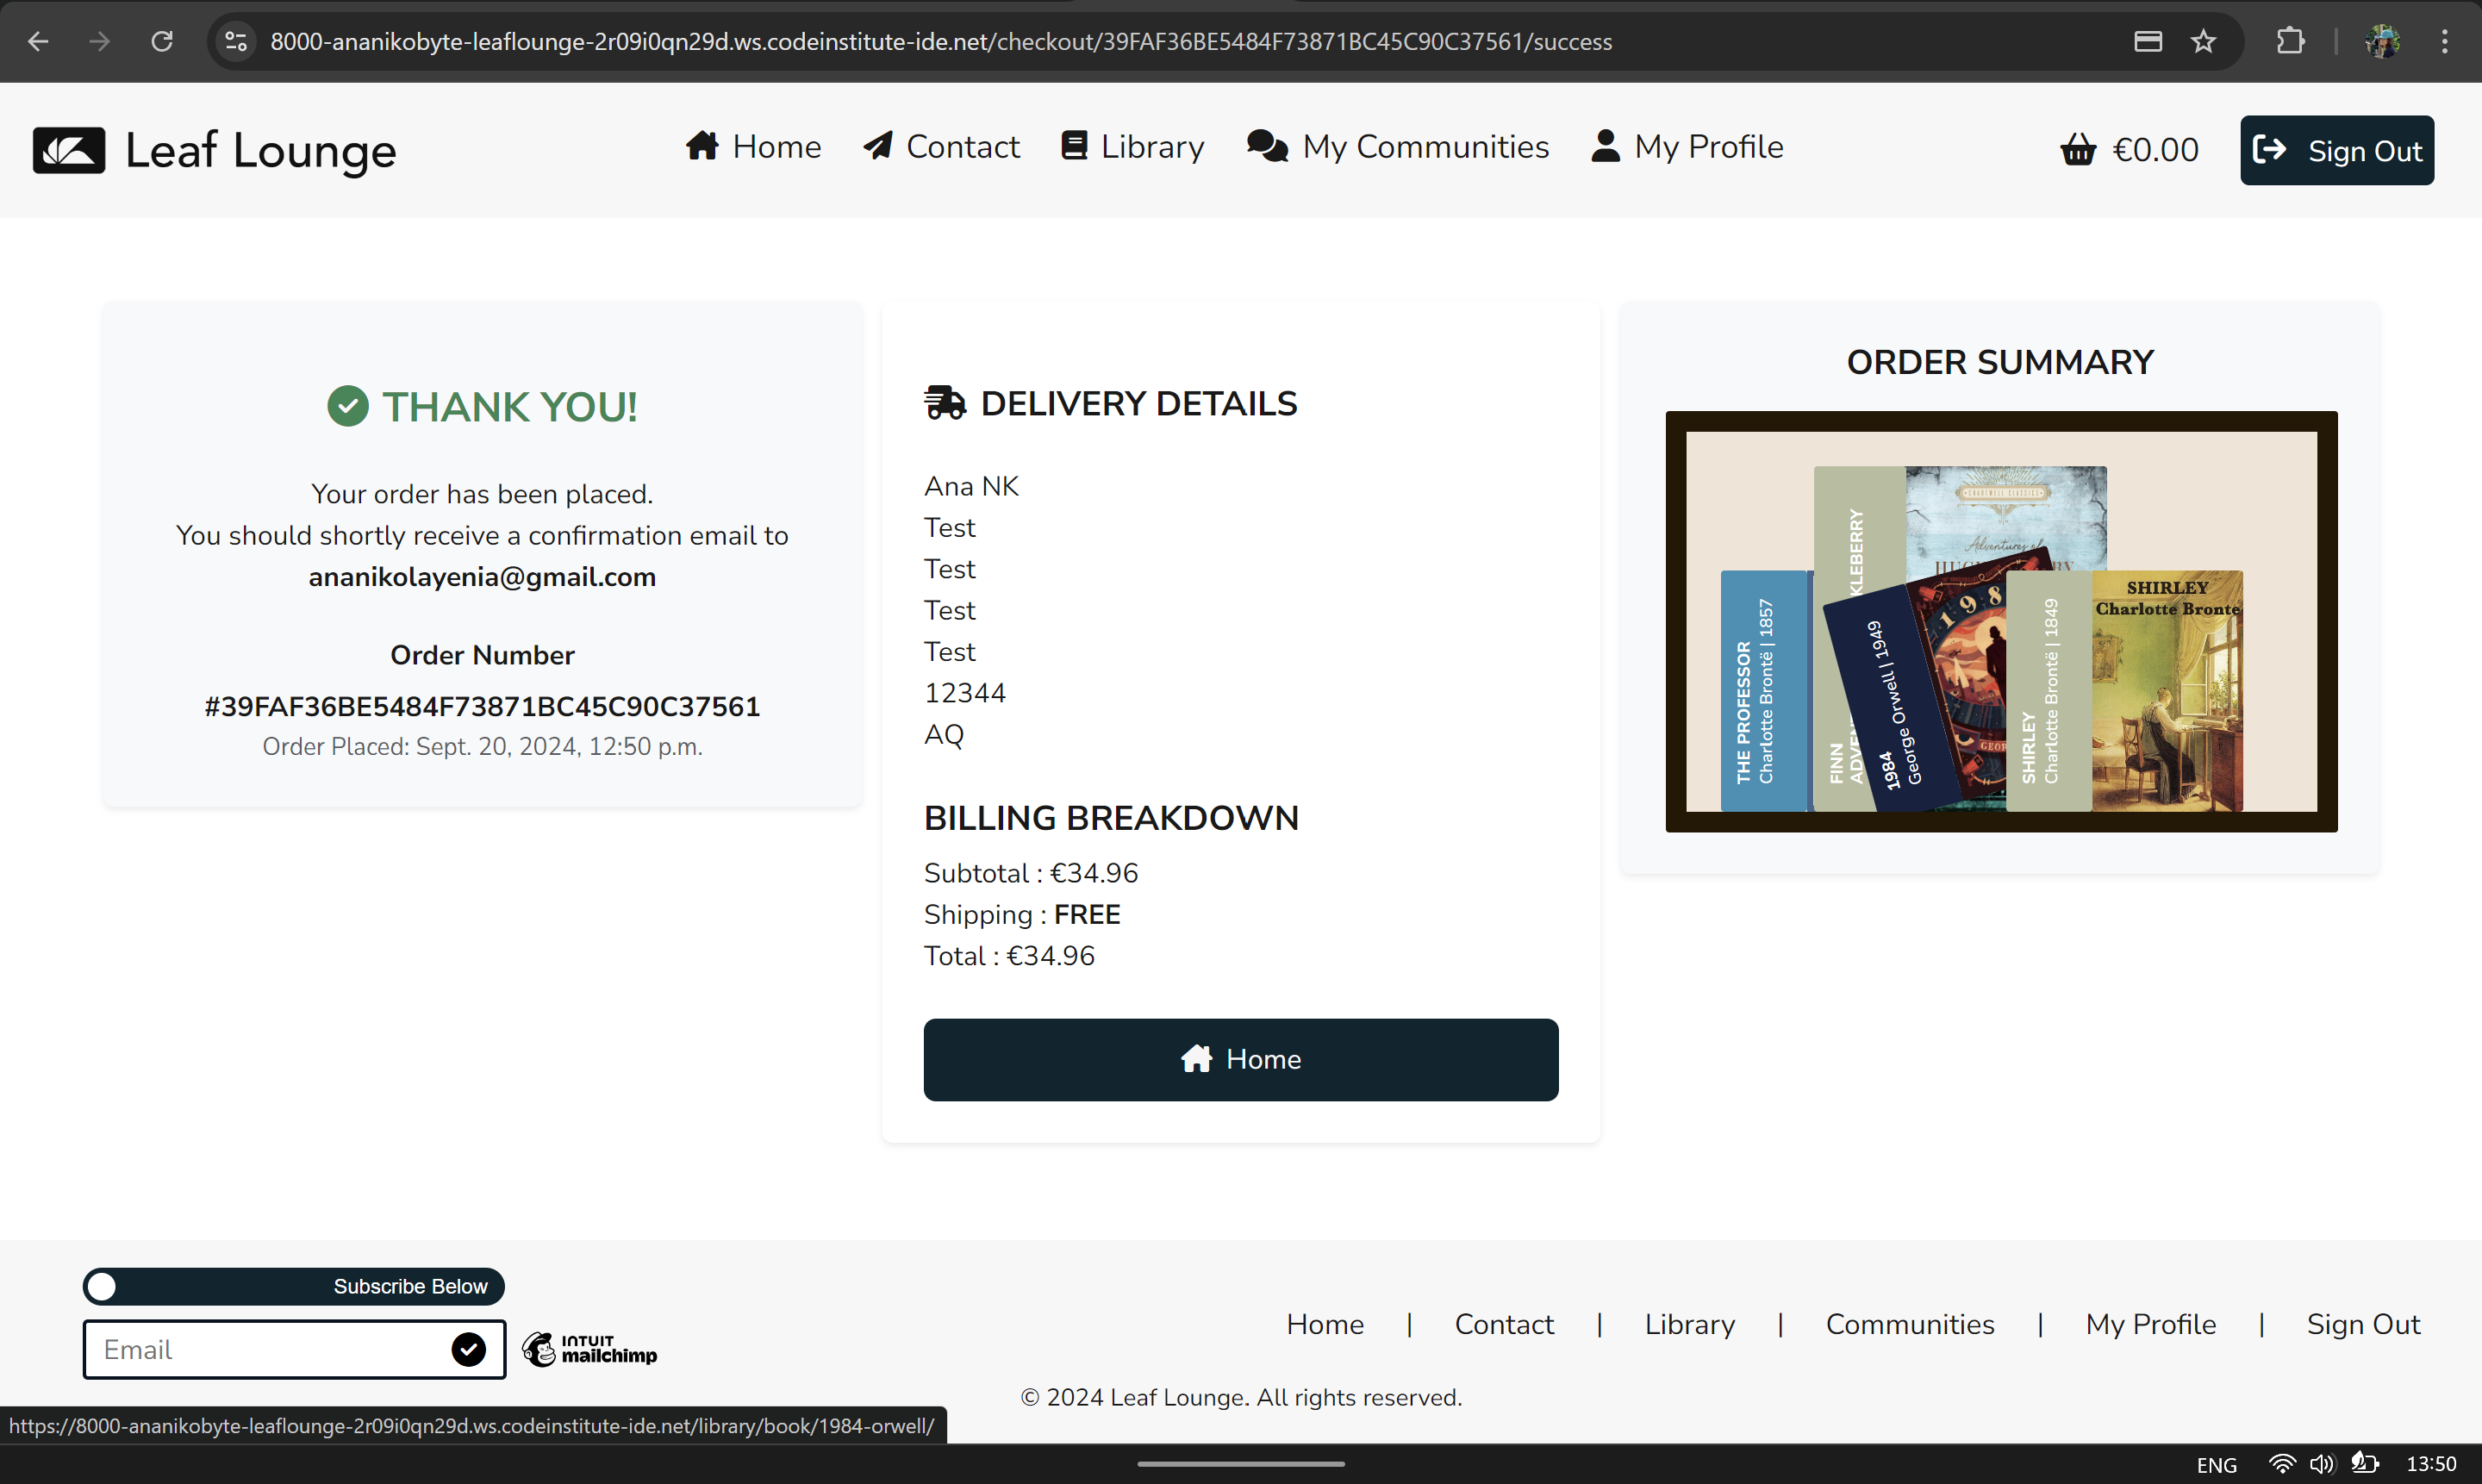 8000-ananikobyte-leaflounge-2r09i0qn29d.ws.codeinstitute-ide.net/checkout/39FAF36BE5484F73871BC45C90C37561/success
Leaf Lounge
Home
Contact
Library
My Communities
My Profile
€0.00
Sign Out
THANK YOU!
Your order has been placed.
You should shortly receive a confirmation email to
ananikolayenia@gmail.com
Order Number
#39FAF36BE5484F73871BC45C90C37561
Order Placed: Sept. 20, 2024, 12:50 p.m.
DELIVERY DETAILS
Ana NK
Test
Test
Test
Test
12344
AQ
BILLING BREAKDOWN
Subtotal : €34.96
Shipping : FREE
Total : €34.96
Home
ORDER SUMMARY
THE PROFESSOR
Charlotte Brontë | 1857
FINN
KLEBERRY
Adventures of
1984
George Orwell | 1949
198
GEOR
SHIRLEY
Charlotte Brontë | 1849
SHIRLEY
Charlotte Bronte
Subscribe Below
Email
INTUIT
mailchimp
Home | Contact | Library | Communities | My Profile | Sign Out
© 2024 Leaf Lounge. All rights reserved.
https://8000-ananikobyte-leaflounge-2r09i0qn29d.ws.codeinstitute-ide.net/library/book/1984-orwell/
ENG
13:50